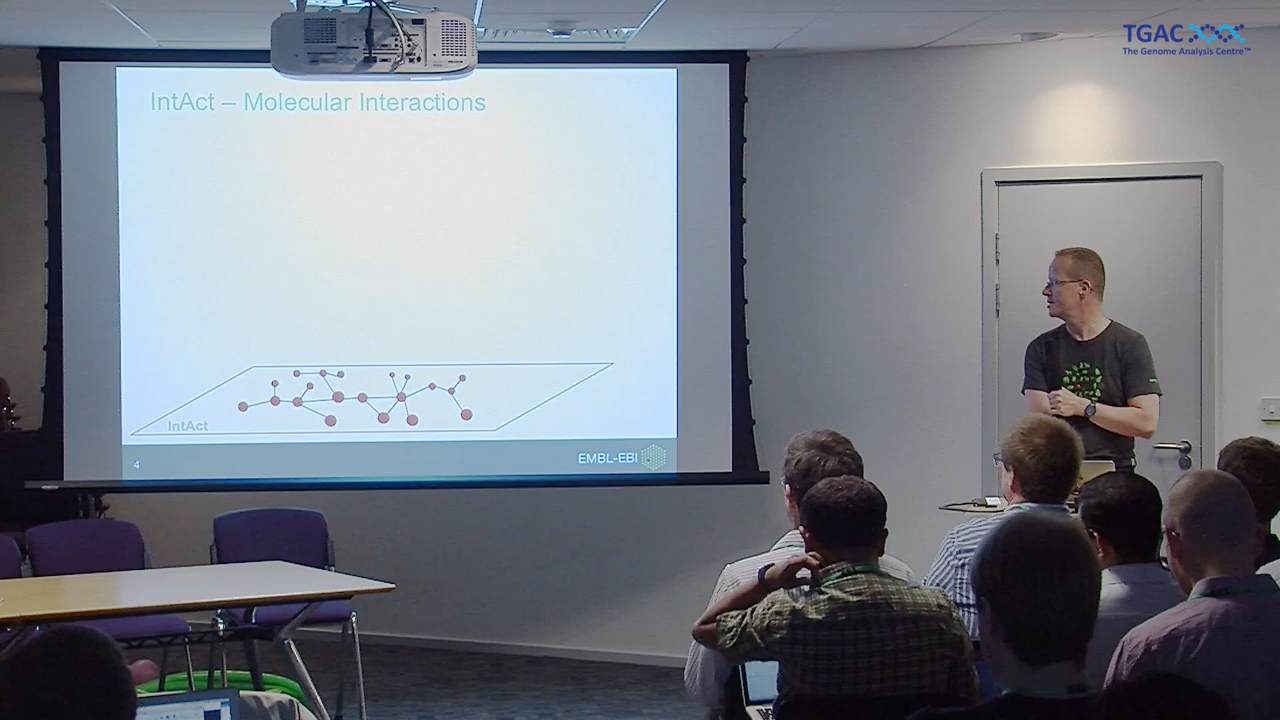 TGAC
The Genome Analysis Centre™
IntAct – Molecular Interactions
IntAct
4
EMBL-EBI